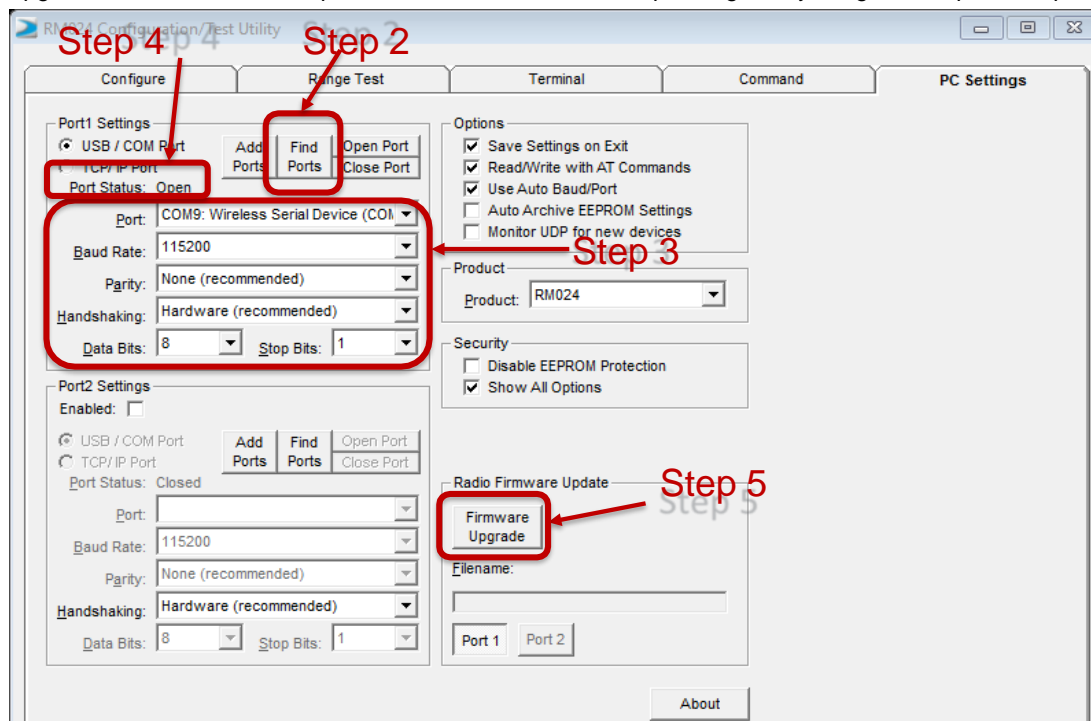 RM024 Configuration/Test Utility
Step 4
Step 2
Configure
Range Test
Terminal
Command
PC Settings
Port1 Settings
USB / COM Port
TCP/IP Port
Port Status: Open
Add Ports
Find Ports
Open Port
Close Port
Port: COM9: Wireless Serial Device (COM
Baud Rate: 115200
Parity: None (recommended)
Handshaking: Hardware (recommended)
Data Bits: 8
Stop Bits: 1
Step 3
Options
Save Settings on Exit
Read/Write with AT Commands
Use Auto Baud/Port
Auto Archive EEPROM Settings
Monitor UDP for new devices
Product
Product: RM024
Security
Disable EEPROM Protection
Show All Options
Port2 Settings
Enabled:
USB / COM Port
TCP/IP Port
Port Status: Closed
Add Ports
Find Ports
Open Port
Close Port
Port:
Baud Rate: 115200
Parity: None (recommended)
Handshaking: Hardware (recommended)
Data Bits: 8
Stop Bits: 1
Radio Firmware Update
Step 5
Firmware
Upgrade
Filename:
Port 1
Port 2
About